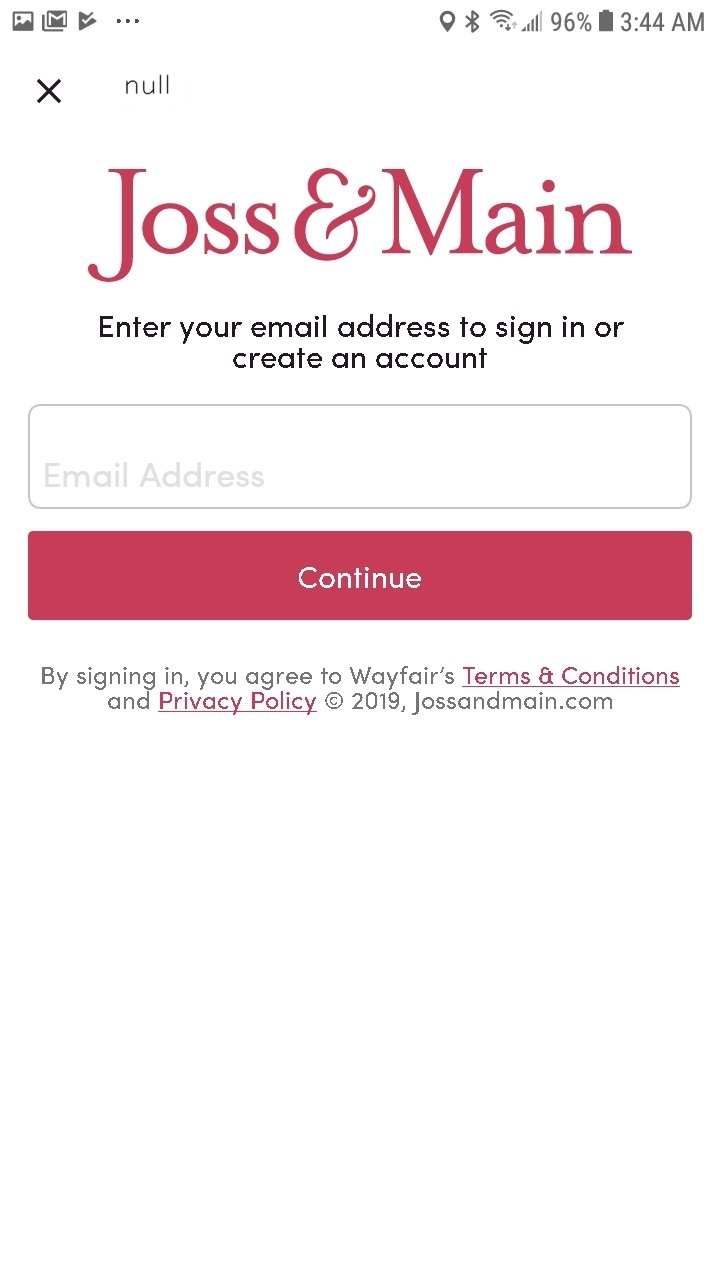 96% 3:44 AM
null
Joss & Main
Enter your email address to sign in or
create an account
Email Address
Continue
By signing in, you agree to Wayfair's Terms & Conditions
and Privacy Policy © 2019, Jossandmain.com